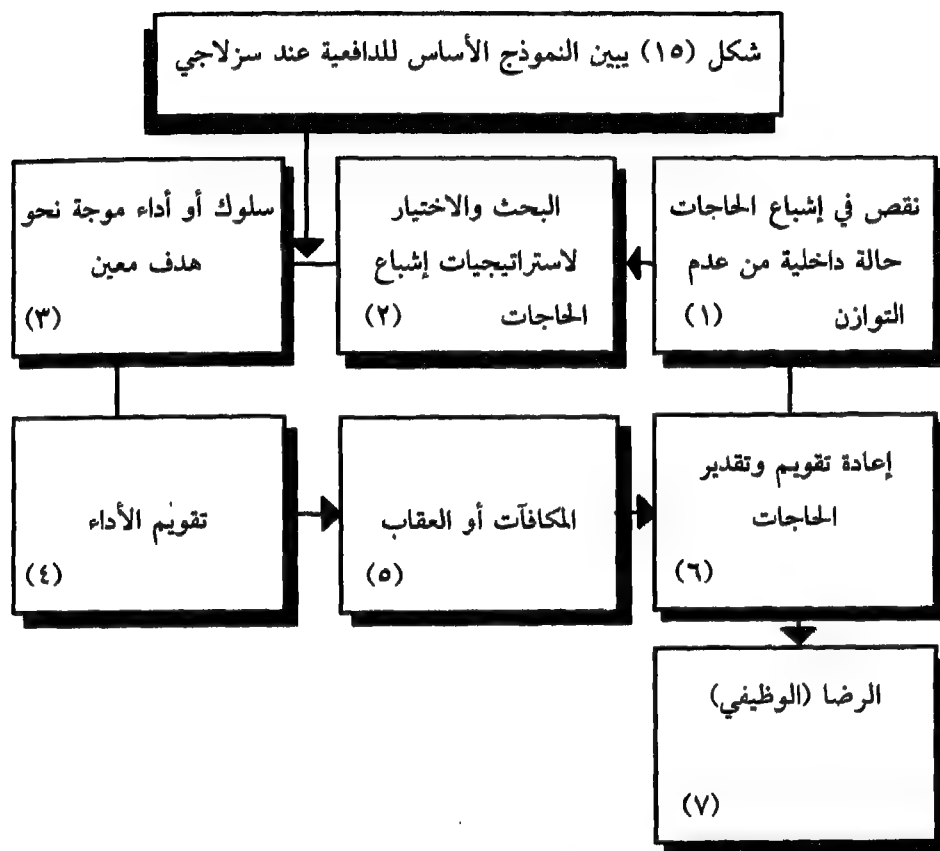 شكل (١٥) يبين النموذج الأساس للدافعية عند سزلاجي
نقص في إشباع الحاجات
حالة داخلية من عدم
التوازن (١)
البحث والاختيار
لاستراتيجيات إشباع
الحاجات (٢)
سلوك أو أداء موجة نحو
هدف معين
(٣)
تقويم الأداء
(٤)
المكافآت أو العقاب
(٥)
إعادة تقويم وتقدير
الحاجات
(٦)
الرضا (الوظيفي)
(٧)